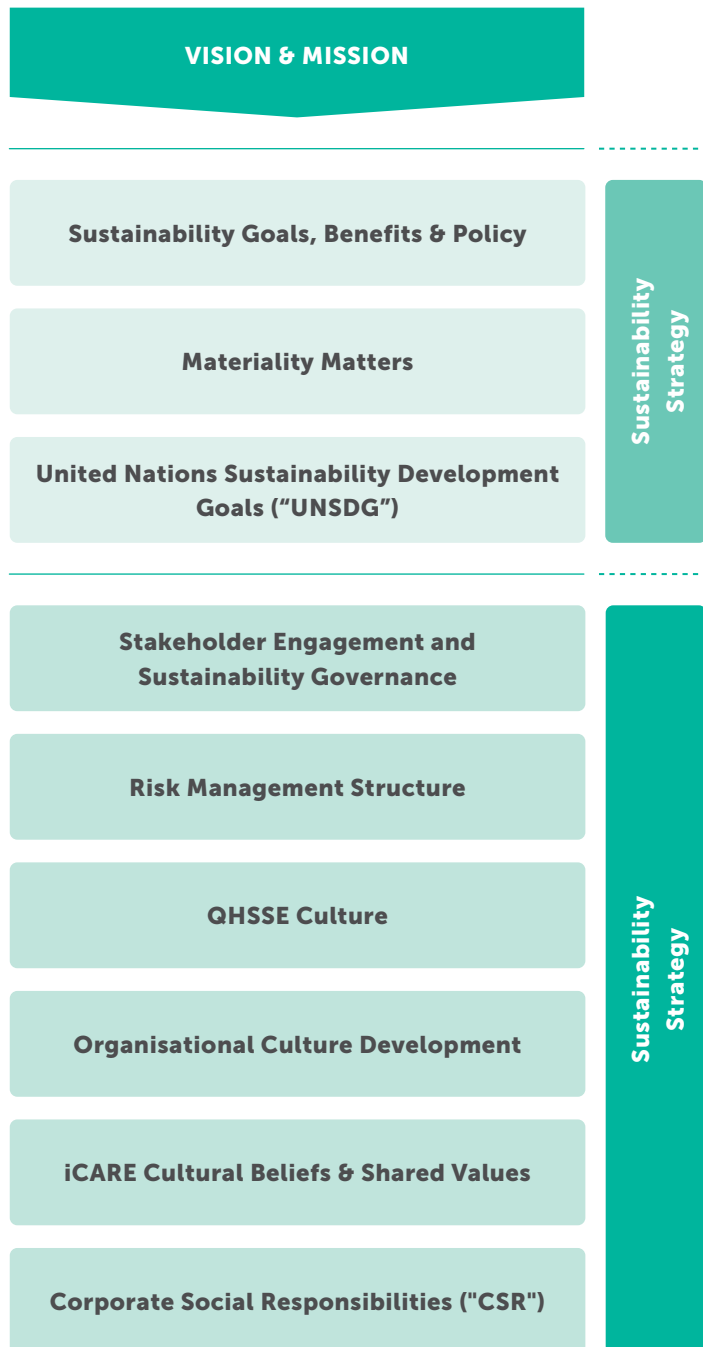 VISION & MISSION
Sustainability Goals, Benefits & Policy
Materiality Matters
United Nations Sustainability Development
Goals (“UNSDG”)
Sustainability
Strategy
Stakeholder Engagement and
Sustainability Governance
Risk Management Structure
QHSSE Culture
Organisational Culture Development
iCARE Cultural Beliefs & Shared Values
Corporate Social Responsibilities ("CSR")
Sustainability
Strategy